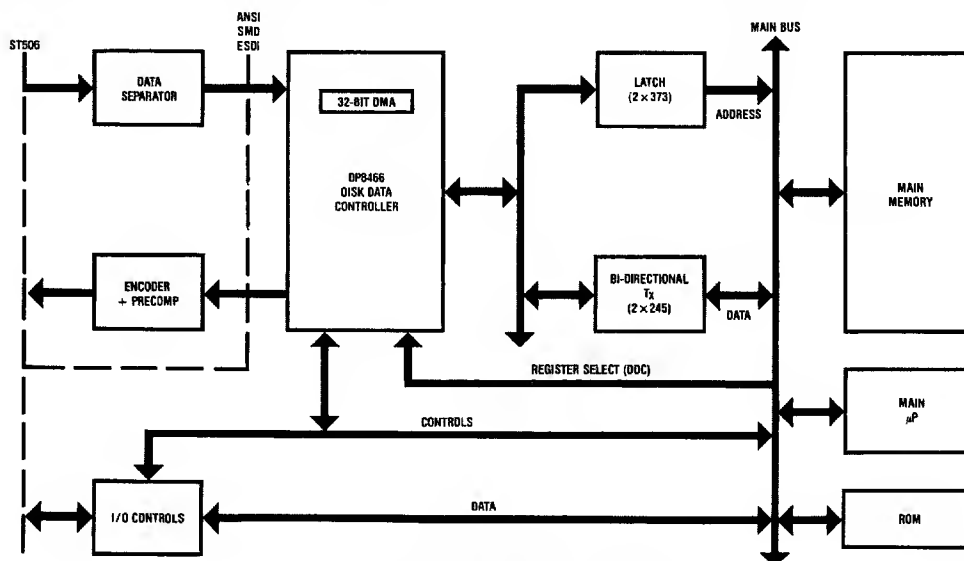 ST506
ANSI
SMD
ESDI
MAIN BUS
DATA
SEPARATOR
32-BIT DMA
DP8466
DISK DATA
CONTROLLER
LATCH
(2 × 373)
ADDRESS
MAIN
MEMORY
ENCODER
+ PRECOMP
BI-DIRECTIONAL
Tx
(2 × 245)
DATA
REGISTER SELECT (DDC)
CONTROLS
MAIN
μP
I/O CONTROLS
DATA
ROM